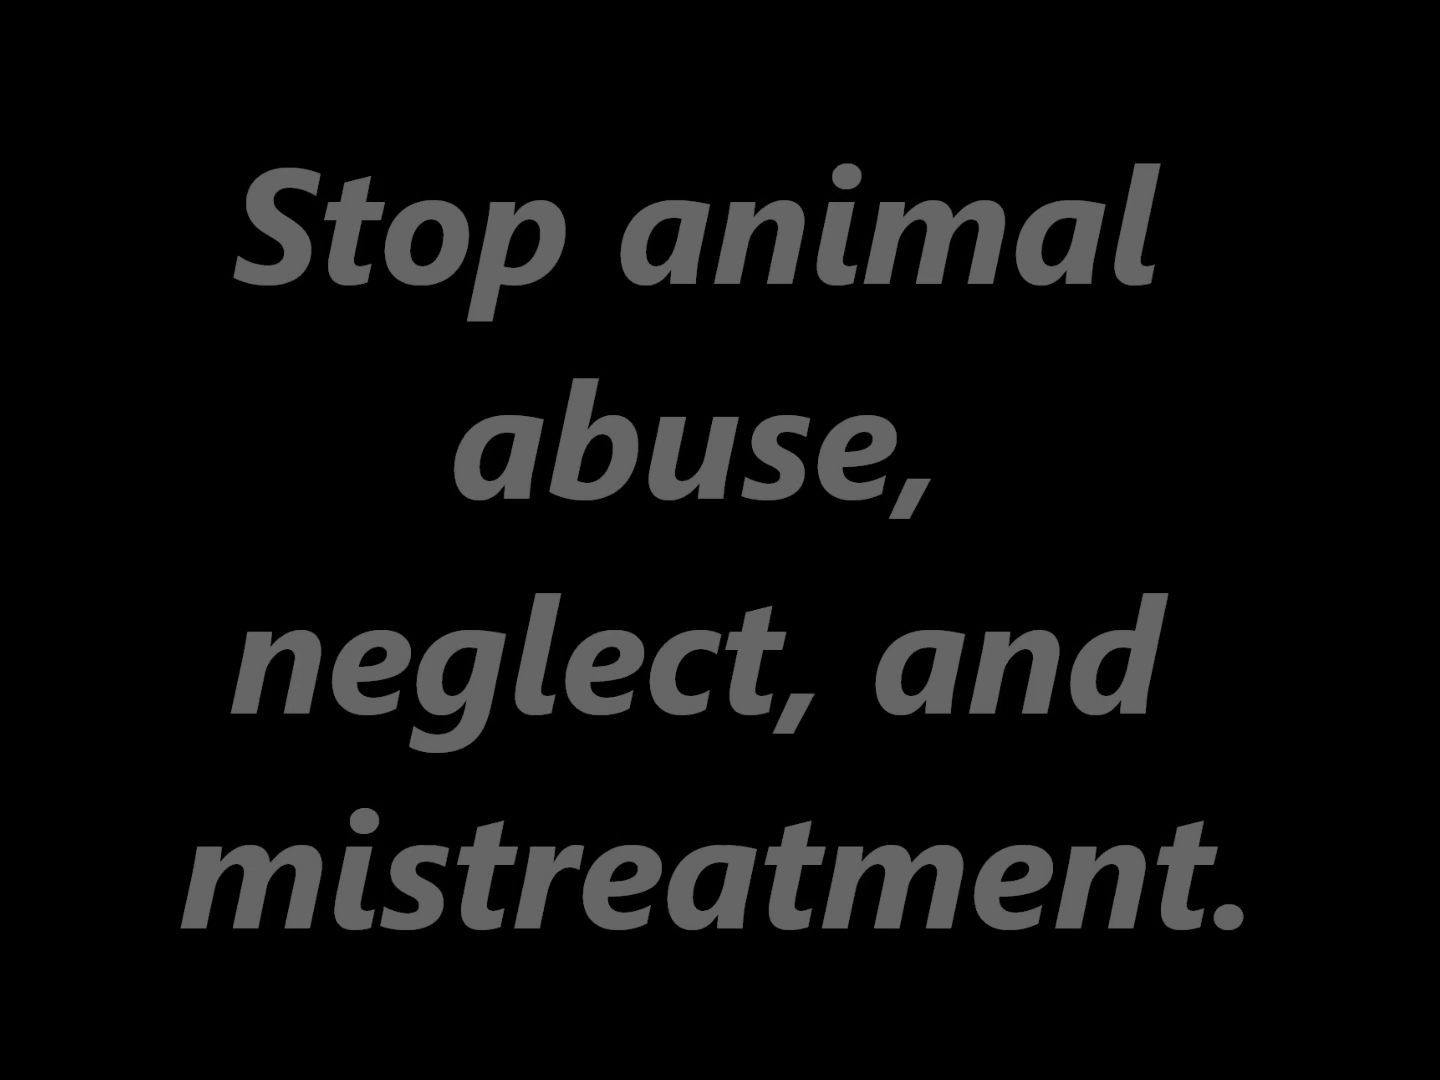 Stop animal
abuse,
neglect, and
mistreatment.